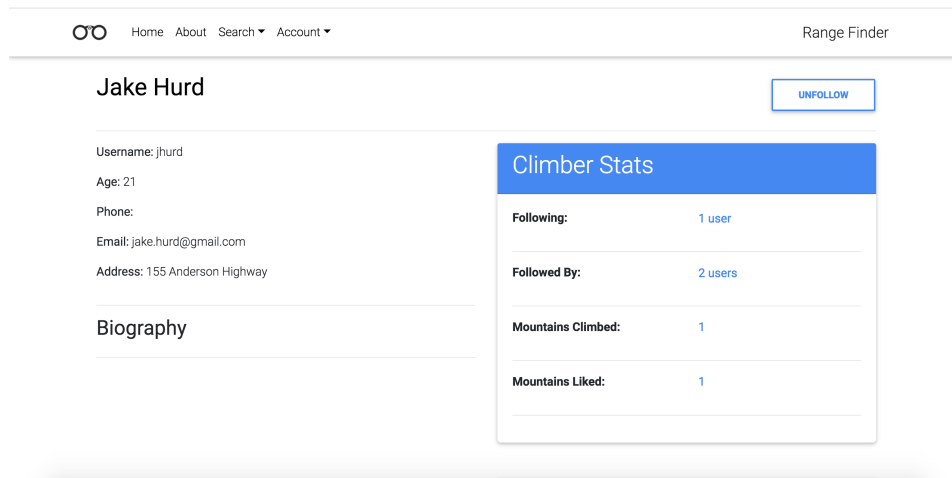 Home About Search Account Range Finder
Jake Hurd
UNFOLLOW
Username: jhurd
Age: 21
Phone:
Email: jake.hurd@gmail.com
Address: 155 Anderson Highway
Biography
Climber Stats
Following: 1 user
Followed By: 2 users
Mountains Climbed: 1
Mountains Liked: 1